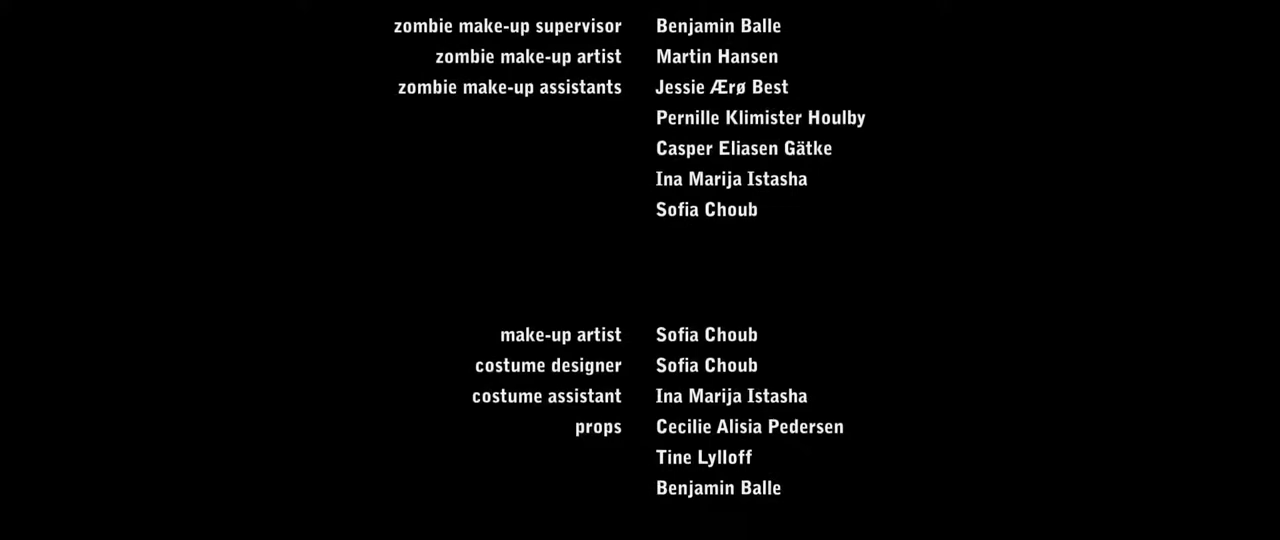 zombie make-up supervisor Benjamin Balle
zombie make-up artist Martin Hansen
zombie make-up assistants Jessie Ærø Best
Pernille Klimister Houlby
Casper Eliasen Gätke
Ina Marija Istasha
Sofia Choub
make-up artist Sofia Choub
costume designer Sofia Choub
costume assistant Ina Marija Istasha
props Cecilie Alisia Pedersen
Tine Lylloff
Benjamin Balle